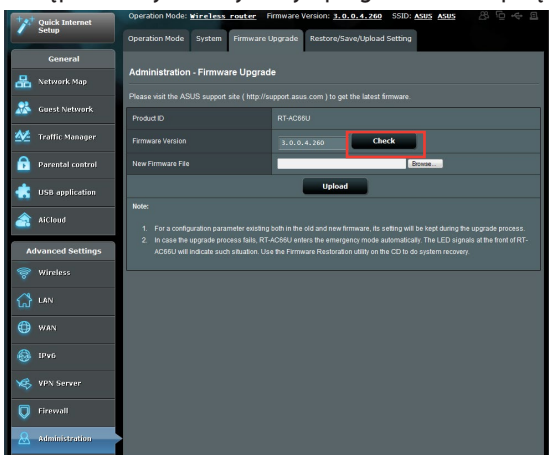 Quick Internet
Setup
Operation Mode: Wireless router Firmware Version: 3.0.0.4.260 SSID: ASUS ASUS
Operation Mode System Firmware Upgrade Restore/Save/Upload Setting
General
Network Map
Guest Network
Traffic Manager
Parental control
USB application
AiCloud
Advanced Settings
Wireless
LAN
WAN
IPv6
VPN Server
Firewall
Administration
Administration - Firmware Upgrade
Please visit the ASUS support site ( http://support.asus.com ) to get the latest firmware.
Product ID RT-AC66U
Firmware Version 3.0.0.4.260 Check
New Firmware File Browse...
Upload
Note:
1. For a configuration parameter existing both in the old and new firmware, its setting will be kept during the upgrade process.
2. In case the upgrade process fails, RT-AC66U enters the emergency mode automatically. The LED signals at the front of RT-
AC66U will indicate such situation. Use the Firmware Restoration utility on the CD to do system recovery.